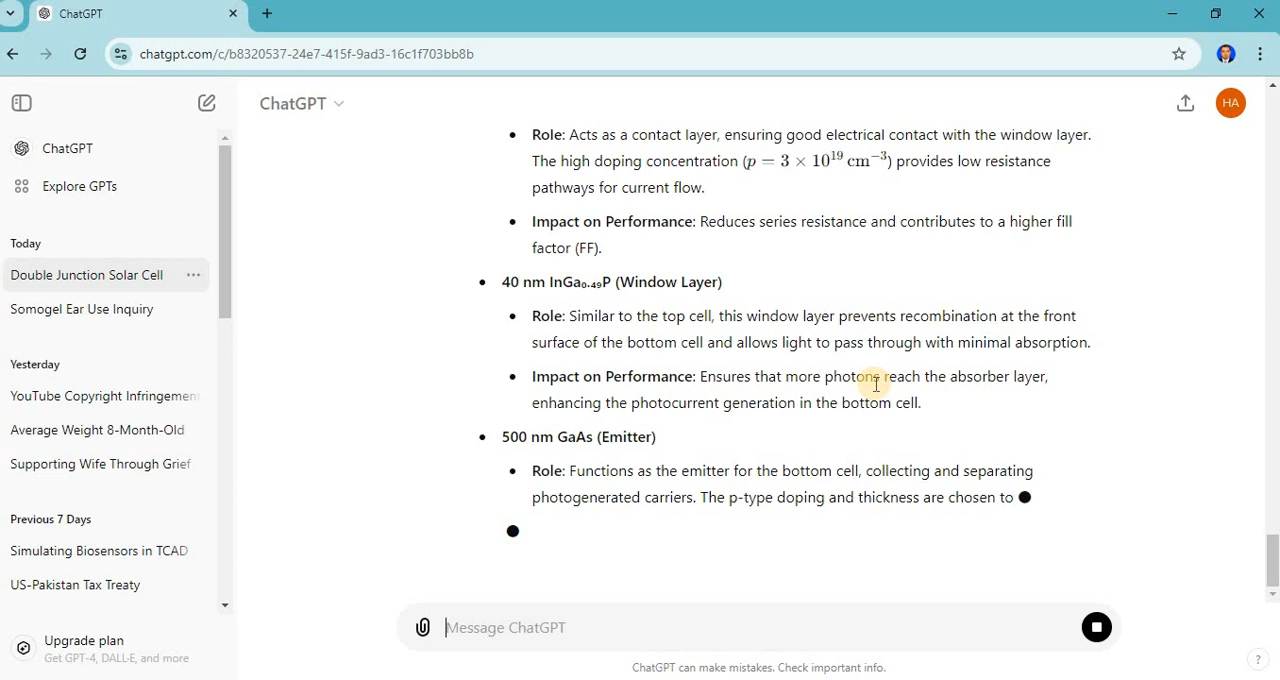 ChatGPT
chatgpt.com/c/b8320537-24e7-415f-9ad3-16c1f703bb8b
ChatGPT
HA
ChatGPT
Explore GPTs
Today
Double Junction Solar Cell
Somogel Ear Use Inquiry
Yesterday
YouTube Copyright Infringemen
Average Weight 8-Month-Old
Supporting Wife Through Grief
Previous 7 Days
Simulating Biosensors in TCAD
US-Pakistan Tax Treaty
Upgrade plan
Get GPT-4, DALL·E, and more
• Role: Acts as a contact layer, ensuring good electrical contact with the window layer.
The high doping concentration (p = 3 × 10¹⁹ cm⁻³) provides low resistance
pathways for current flow.
• Impact on Performance: Reduces series resistance and contributes to a higher fill
factor (FF).
• 40 nm InGa₀.₄₉P (Window Layer)
• Role: Similar to the top cell, this window layer prevents recombination at the front
surface of the bottom cell and allows light to pass through with minimal absorption.
• Impact on Performance: Ensures that more photons reach the absorber layer,
enhancing the photocurrent generation in the bottom cell.
• 500 nm GaAs (Emitter)
• Role: Functions as the emitter for the bottom cell, collecting and separating
photogenerated carriers. The p-type doping and thickness are chosen to
Message ChatGPT
ChatGPT can make mistakes. Check important info.
?